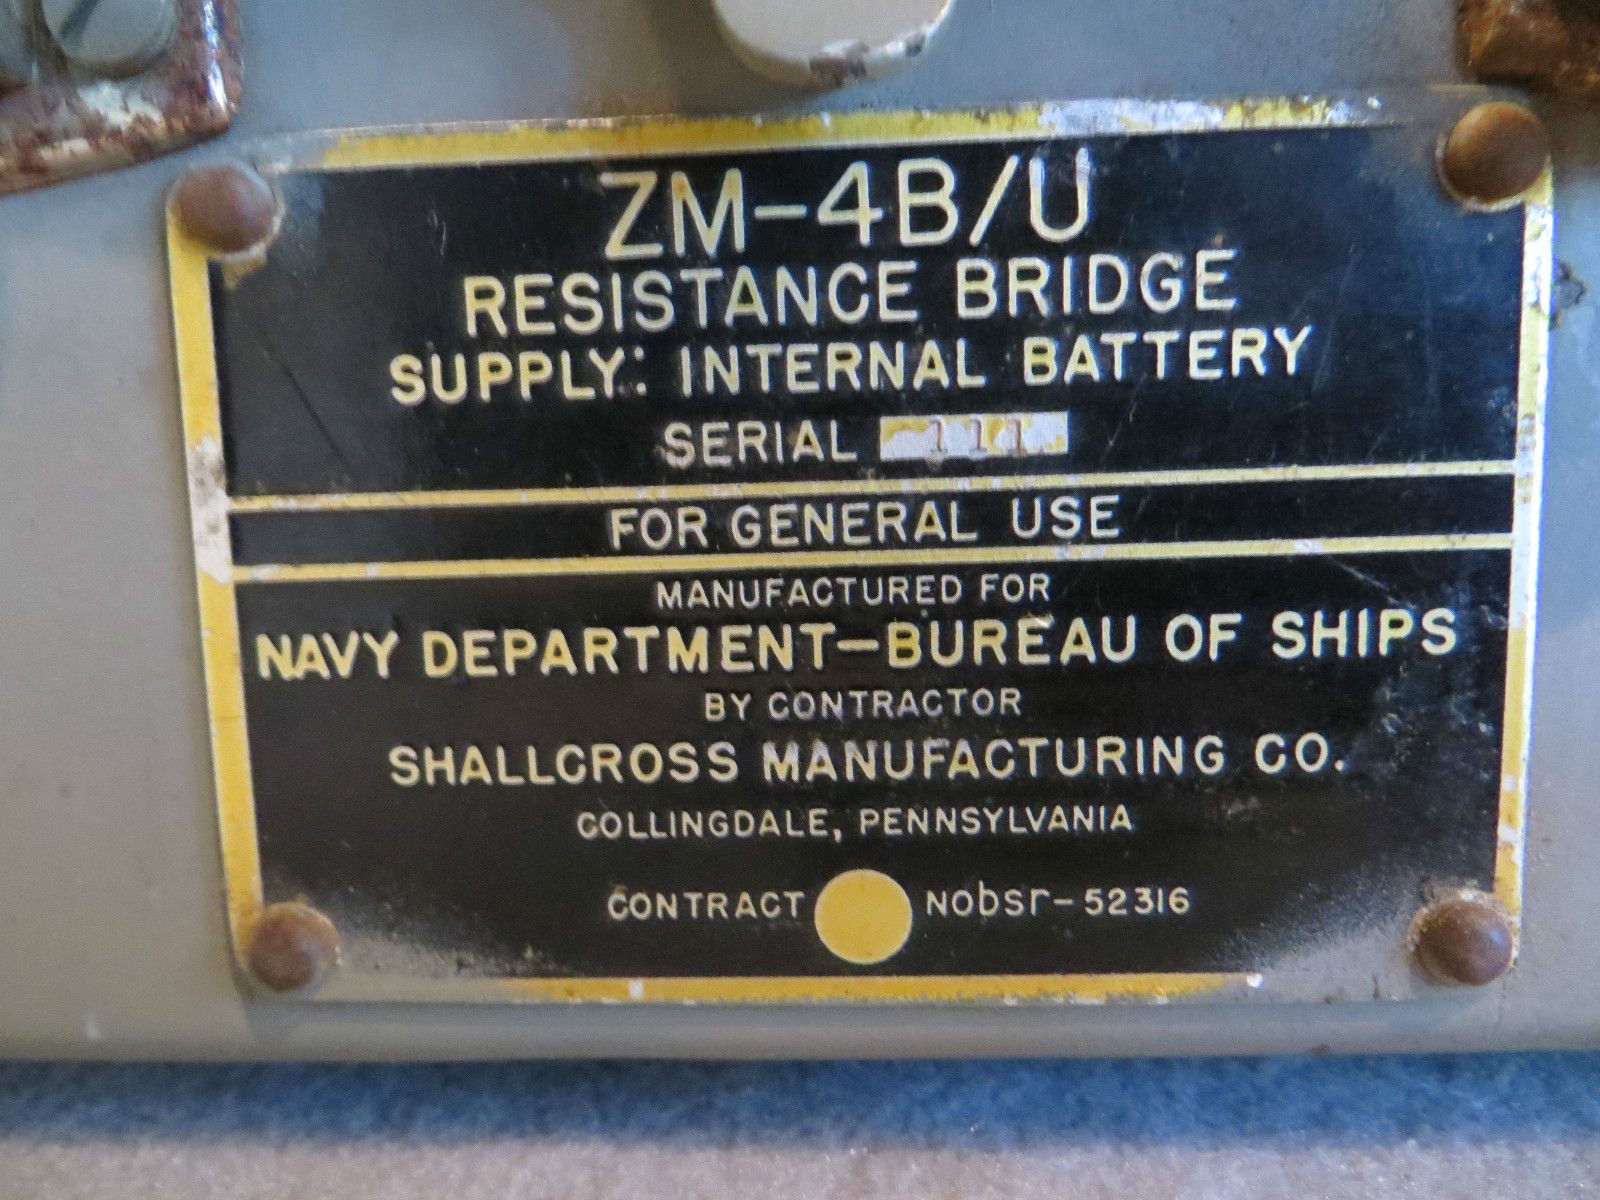 ZM-4B/U
RESISTANCE BRIDGE
SUPPLY: INTERNAL BATTERY
SERIAL 111
FOR GENERAL USE
MANUFACTURED FOR
NAVY DEPARTMENT-BUREAU OF SHIPS
BY CONTRACTOR
SHALLCROSS MANUFACTURING CO.
COLLINGDALE, PENNSYLVANIA
CONTRACT NObsr-52316